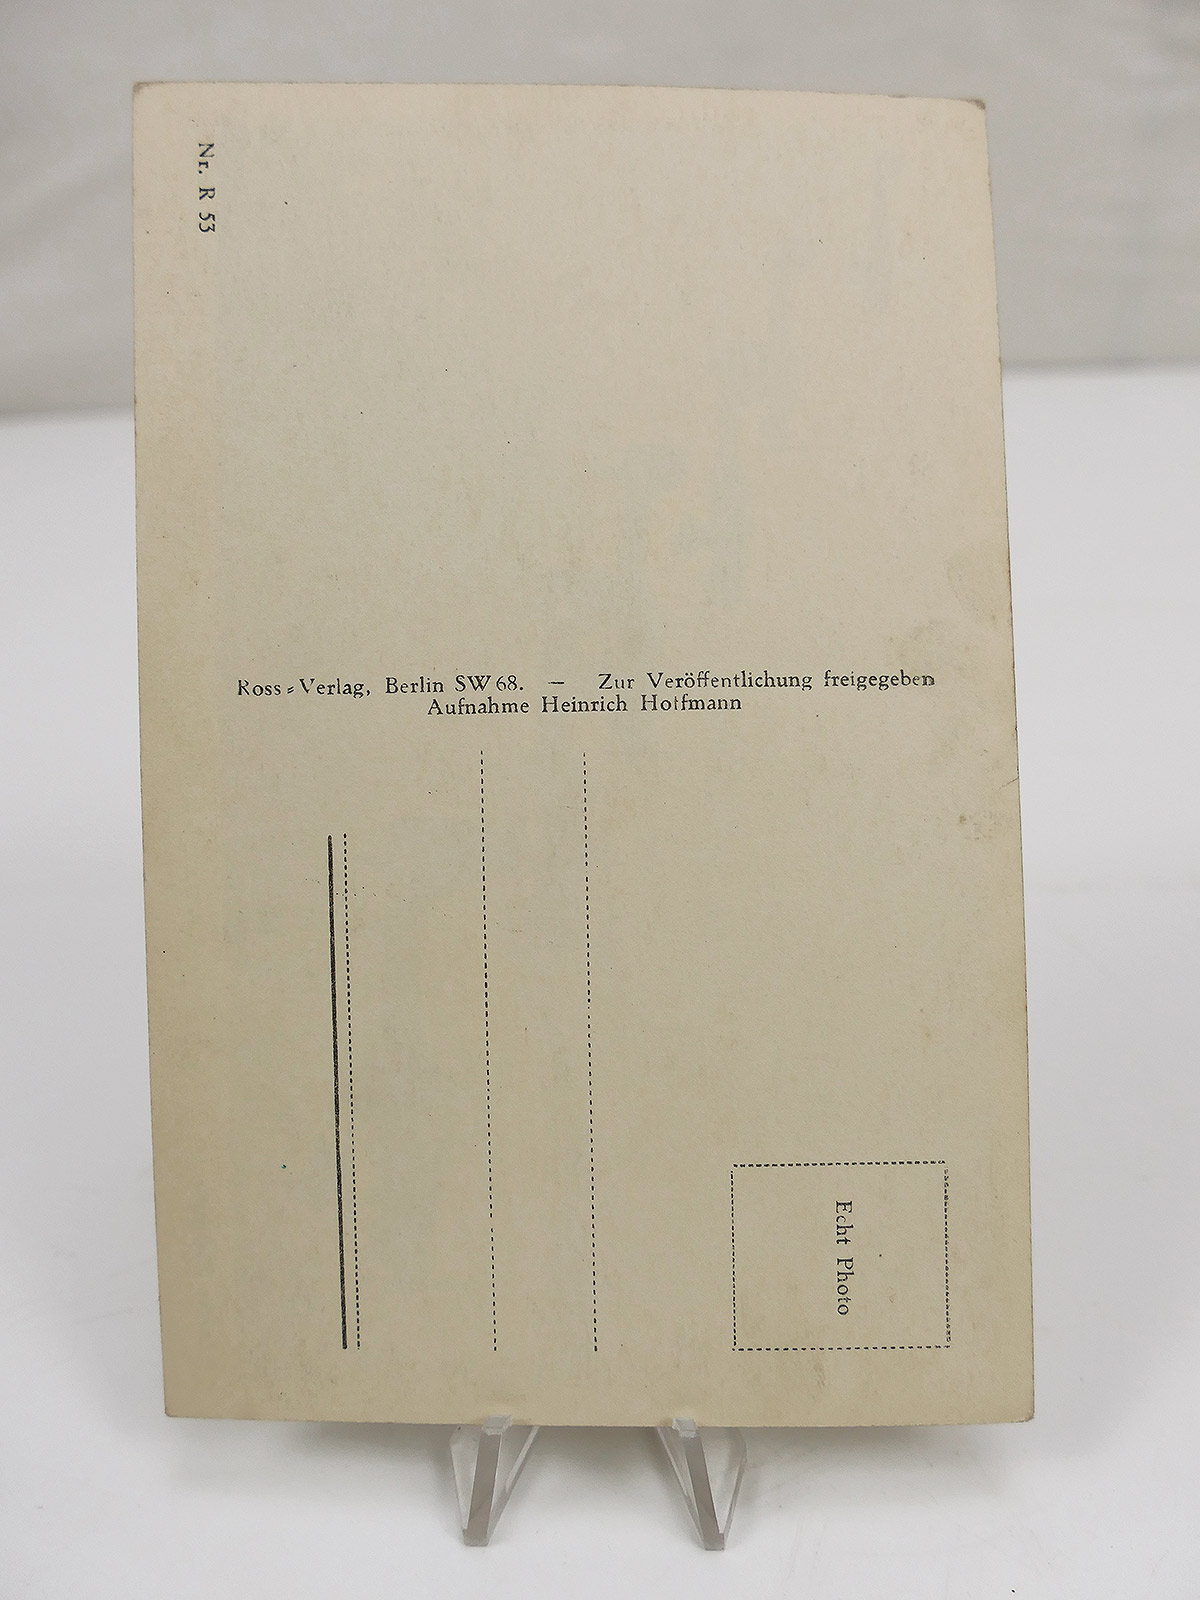 Nr. R 53
Ross-Verlag, Berlin SW 68. — Zur Veröffentlichung freigegeben
Aufnahme Heinrich Hoffmann
Echt Photo